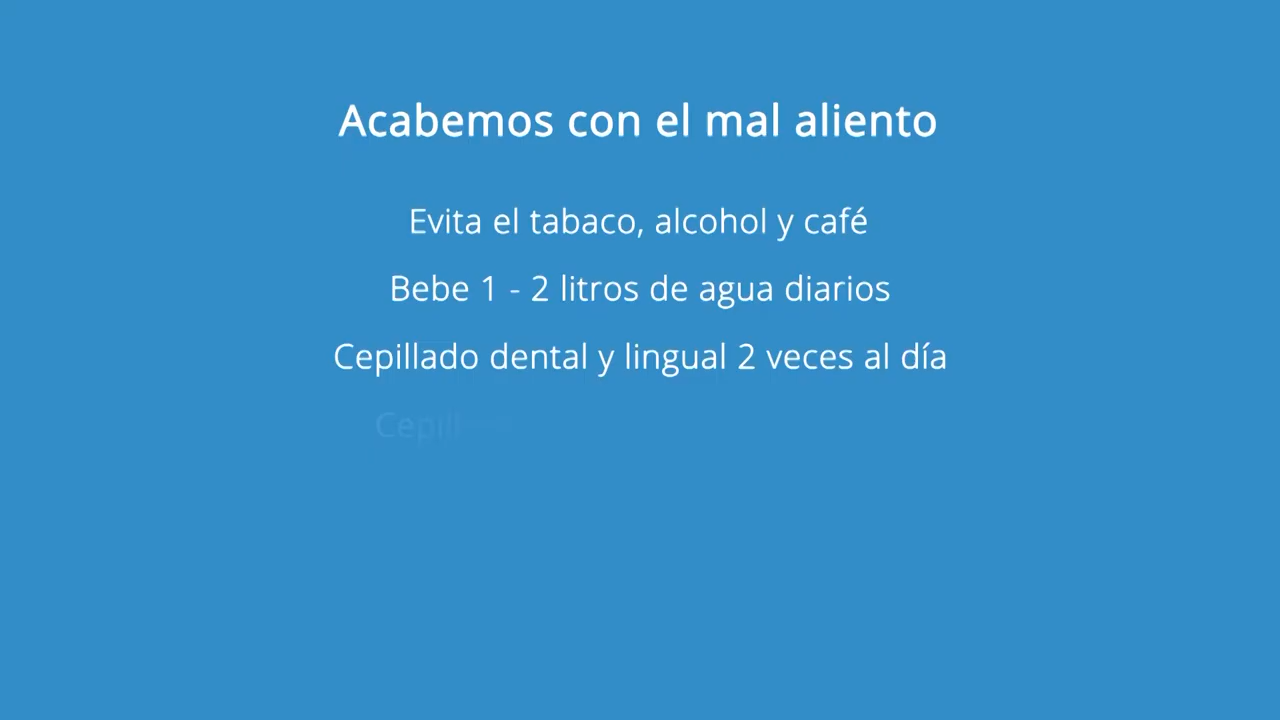 Acabemos con el mal aliento
Evita el tabaco, alcohol y café
Bebe 1 - 2 litros de agua diarios
Cepillado dental y lingual 2 veces al día